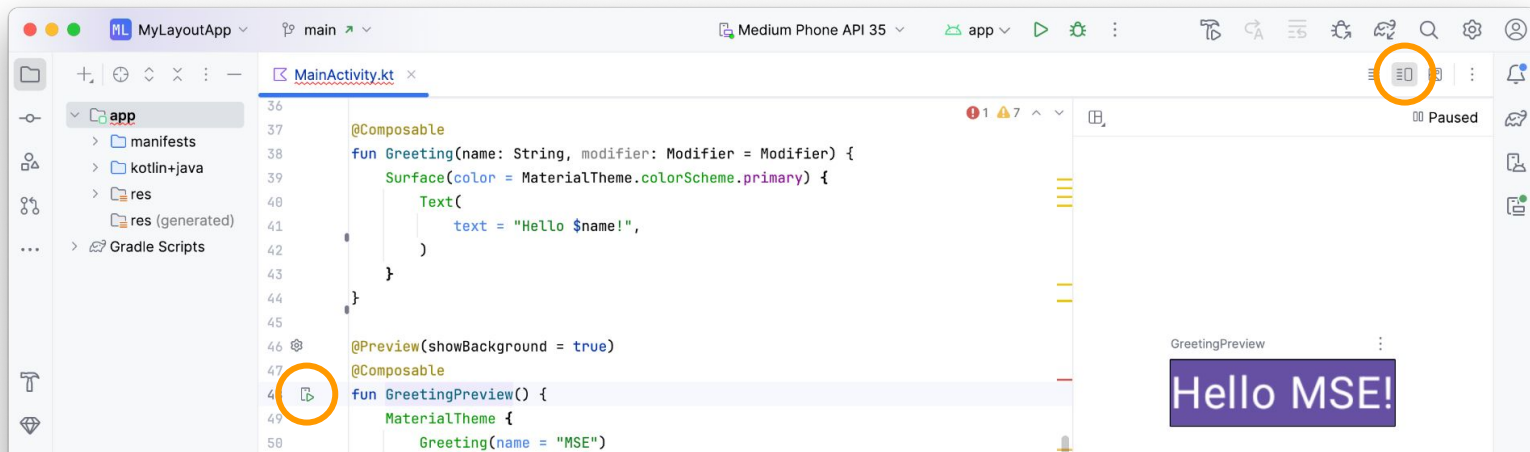 ML MyLayoutApp main Medium Phone API 35 app
MainActivity.kt
app
manifests
kotlin+java
res
res (generated)
Gradle Scripts
36 1 7 Paused
37 @Composable
38 fun Greeting(name: String, modifier: Modifier = Modifier) {
39 Surface(color = MaterialTheme.colorScheme.primary) {
40 Text(
41 text = "Hello $name!",
42 )
43 }
44 }
45
46 @Preview(showBackground = true)
47 @Composable
fun GreetingPreview() {
49 MaterialTheme {
50 Greeting(name = "MSE")
GreetingPreview
Hello MSE!